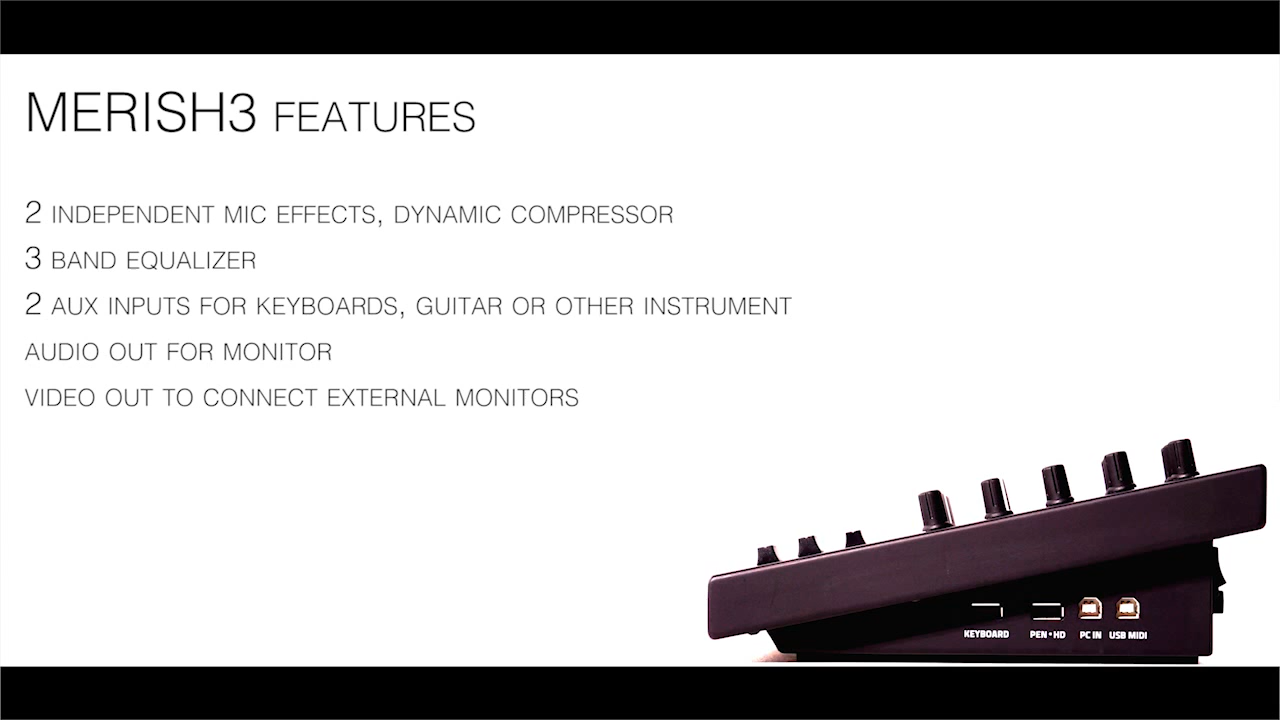 MERISH3 FEATURES
2 INDEPENDENT MIC EFFECTS, DYNAMIC COMPRESSOR
3 BAND EQUALIZER
2 AUX INPUTS FOR KEYBOARDS, GUITAR OR OTHER INSTRUMENT
AUDIO OUT FOR MONITOR
VIDEO OUT TO CONNECT EXTERNAL MONITORS
KEYBOARD PEN • HD PC IN USB MIDI